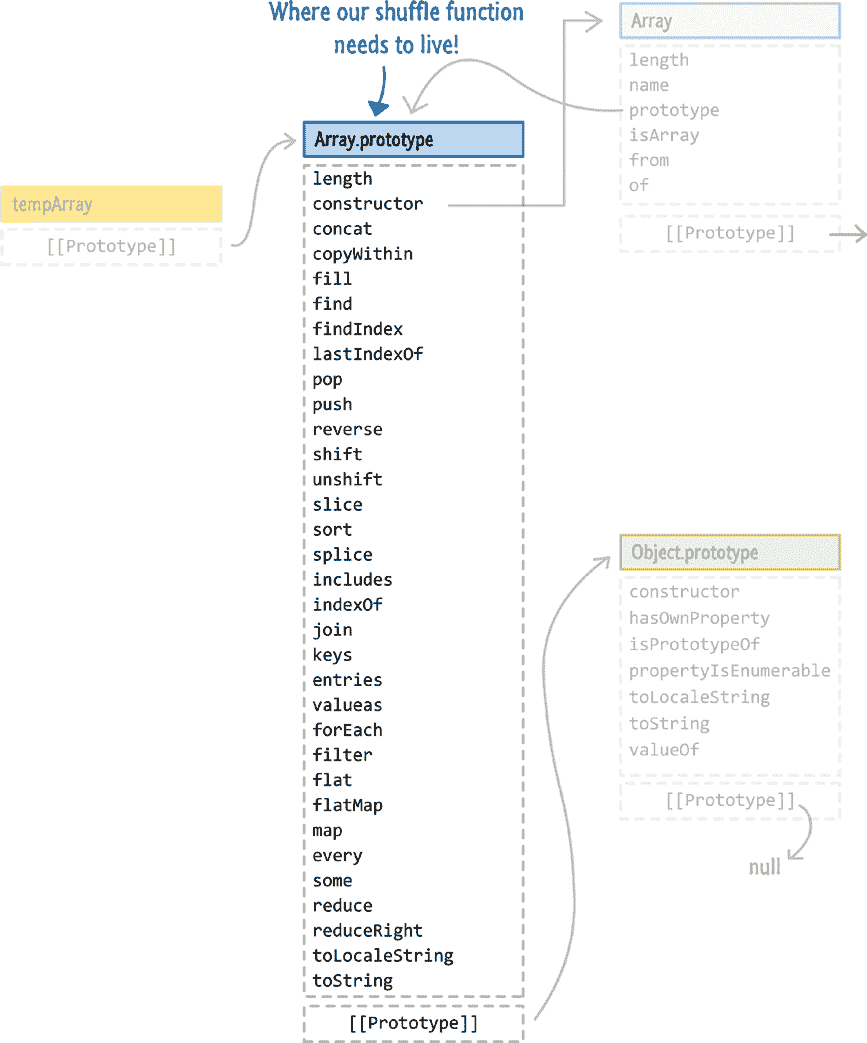 Where our shuffle function
needs to live!
tempArray
[[Prototype]]
Array.prototype
length
constructor
concat
copyWithin
fill
find
findIndex
lastIndexOf
pop
push
reverse
shift
unshift
slice
sort
splice
includes
indexOf
join
keys
entries
valueas
forEach
filter
flat
flatMap
map
every
some
reduce
reduceRight
toLocaleString
toString
[[Prototype]]
Array
length
name
prototype
isArray
from
of
[[Prototype]]
Object.prototype
constructor
hasOwnProperty
isPrototypeOf
propertyIsEnumerable
toLocaleString
toString
valueOf
[[Prototype]]
null